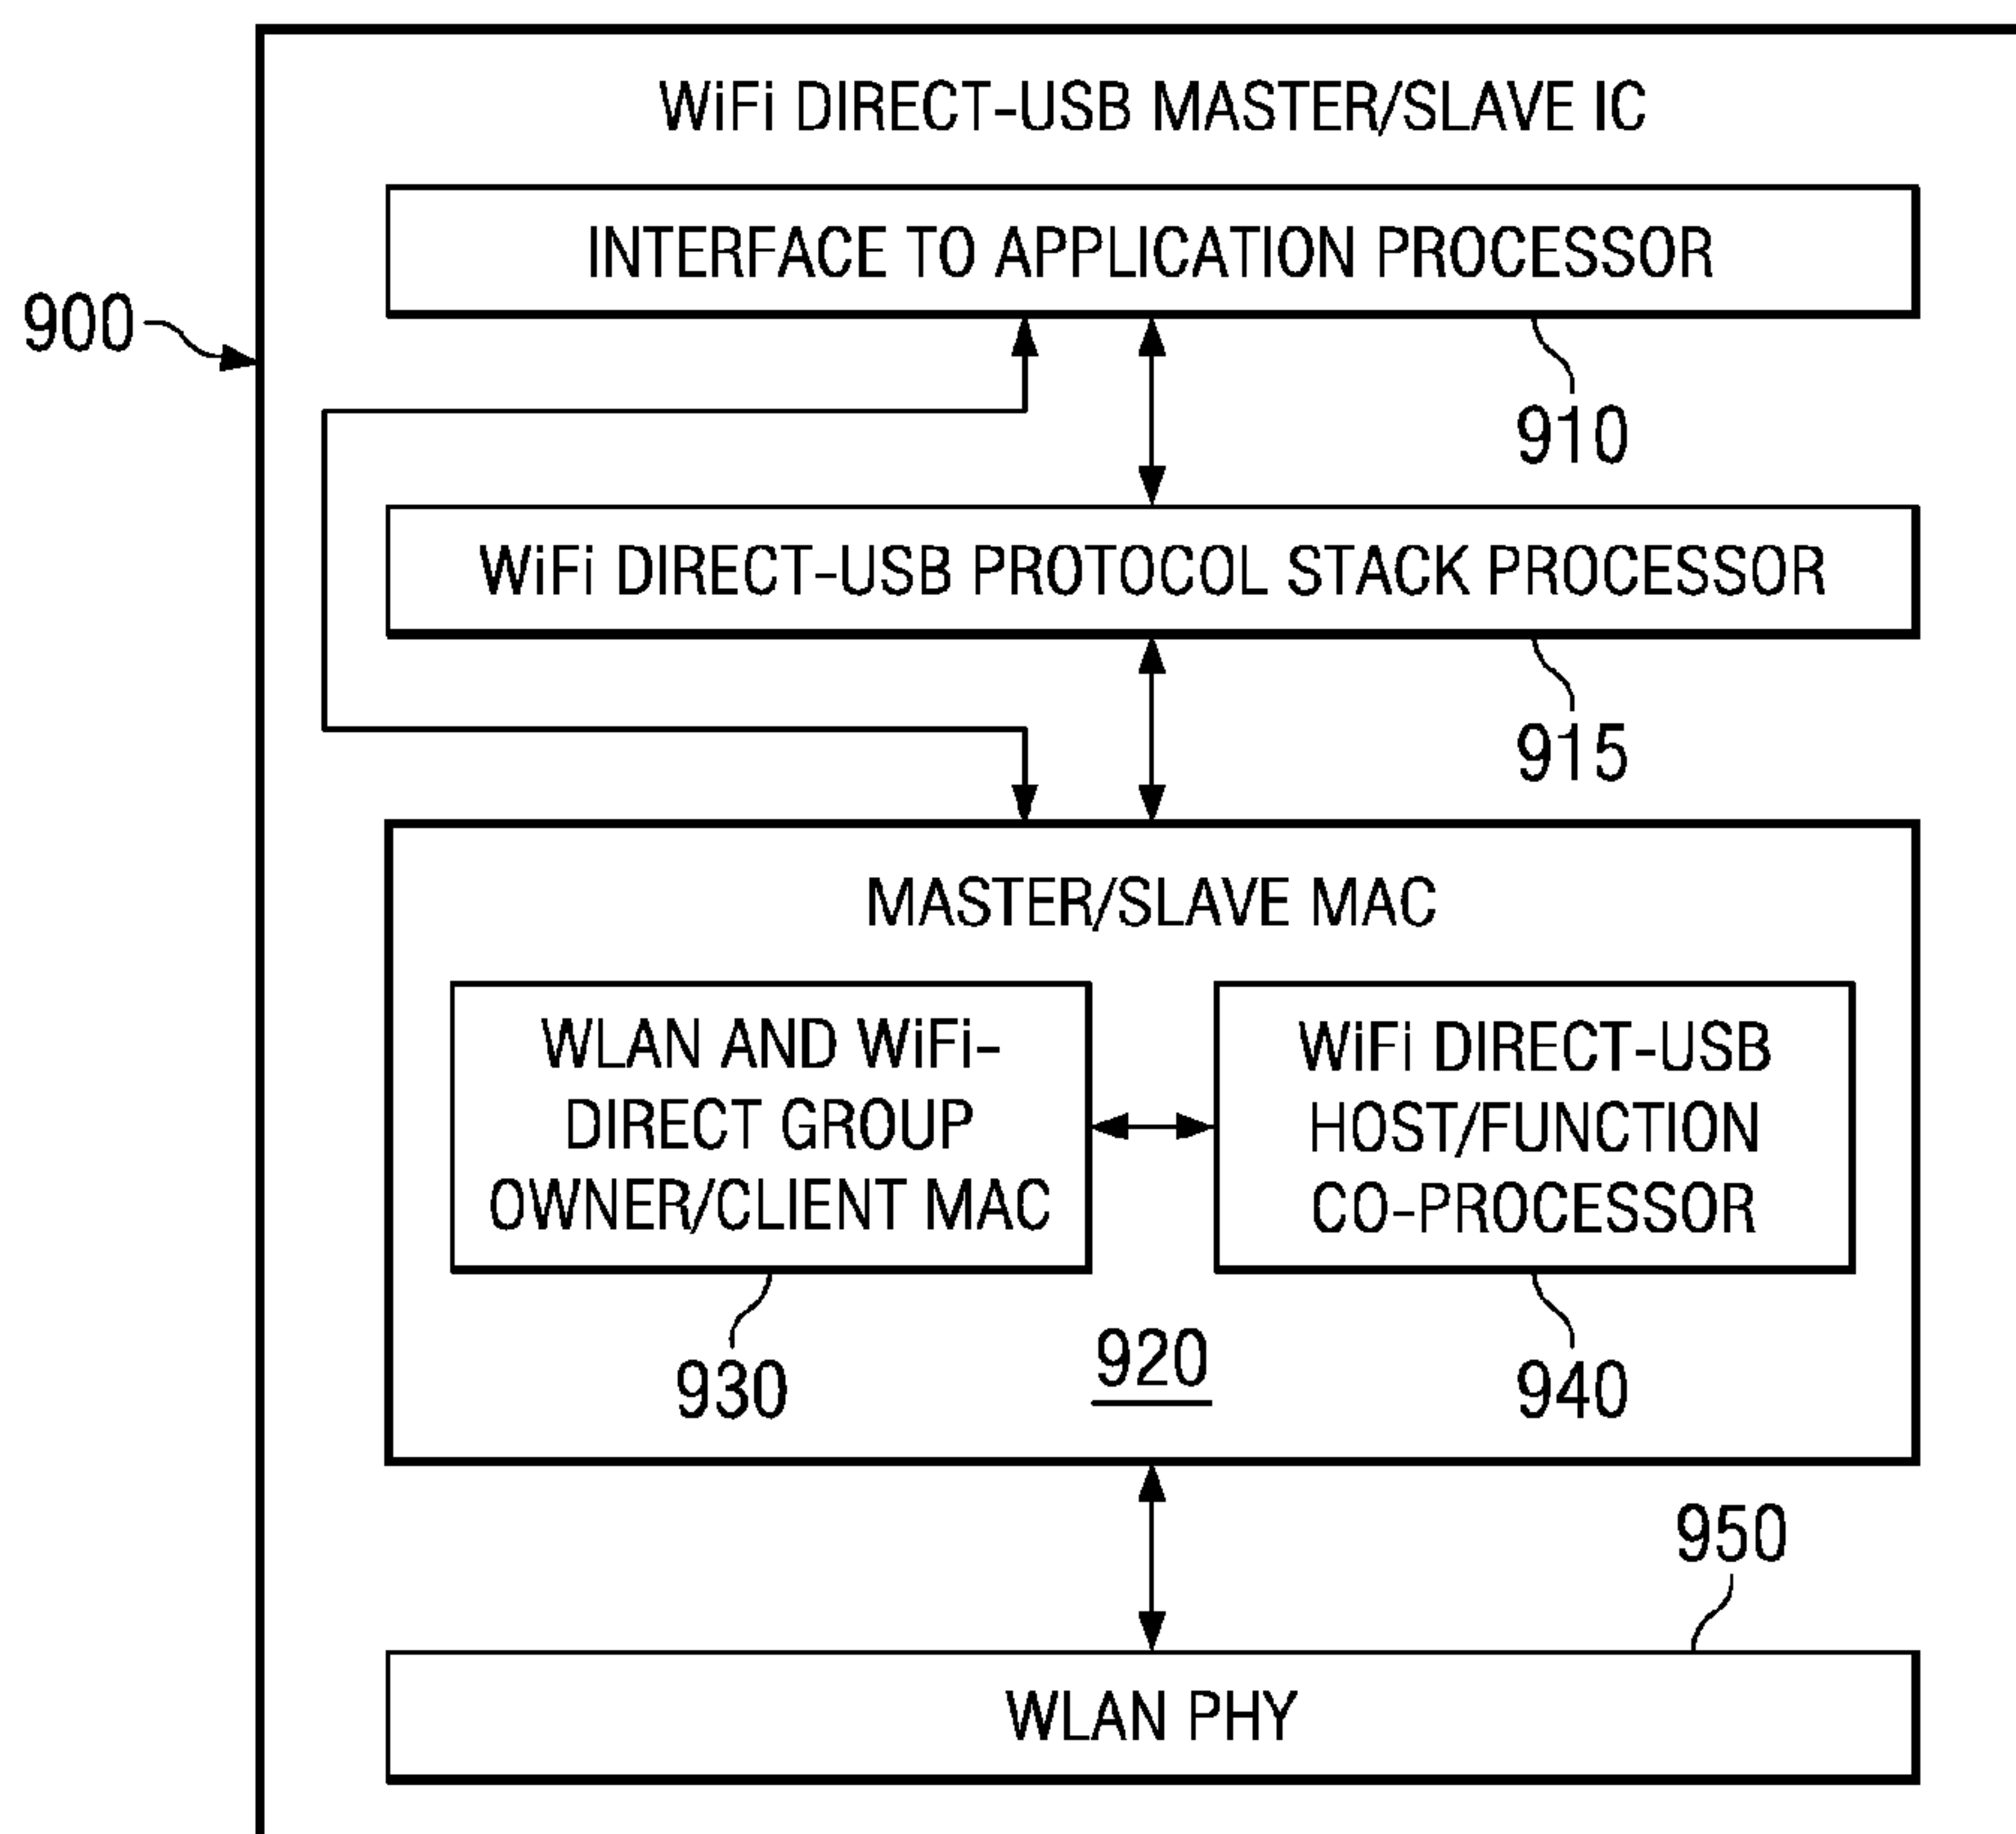 WiFi DIRECT-USB MASTER/SLAVE IC
INTERFACE TO APPLICATION PROCESSOR
900
910
WiFi DIRECT-USB PROTOCOL STACK PROCESSOR
915
MASTER/SLAVE MAC
WLAN AND WiFi-
DIRECT GROUP
OWNER/CLIENT MAC
WiFi DIRECT-USB
HOST/FUNCTION
CO-PROCESSOR
930
920
940
950
WLAN PHY